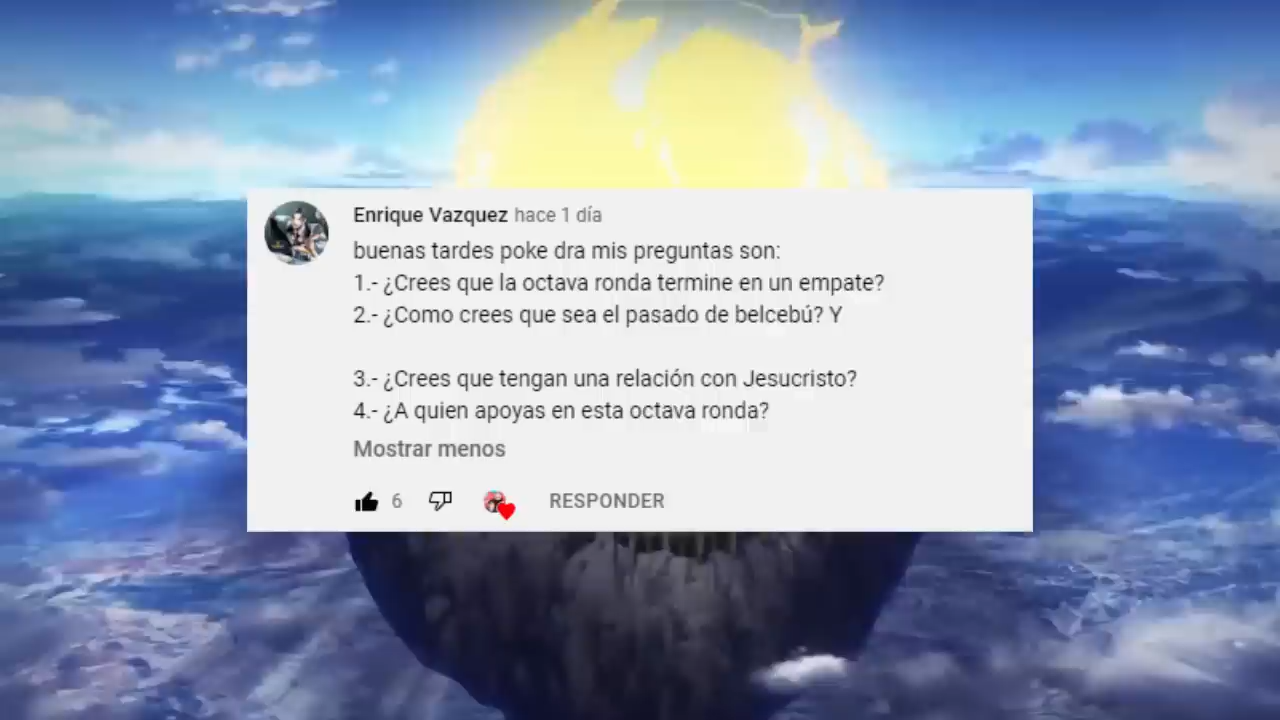 Enrique Vazquez hace 1 día
buenas tardes poke dra mis preguntas son:
1.- ¿Crees que la octava ronda termine en un empate?
2.- ¿Como crees que sea el pasado de belcebú? Y
3.- ¿Crees que tengan una relación con Jesucristo?
4.- ¿A quien apoyas en esta octava ronda?
Mostrar menos
6 RESPONDER